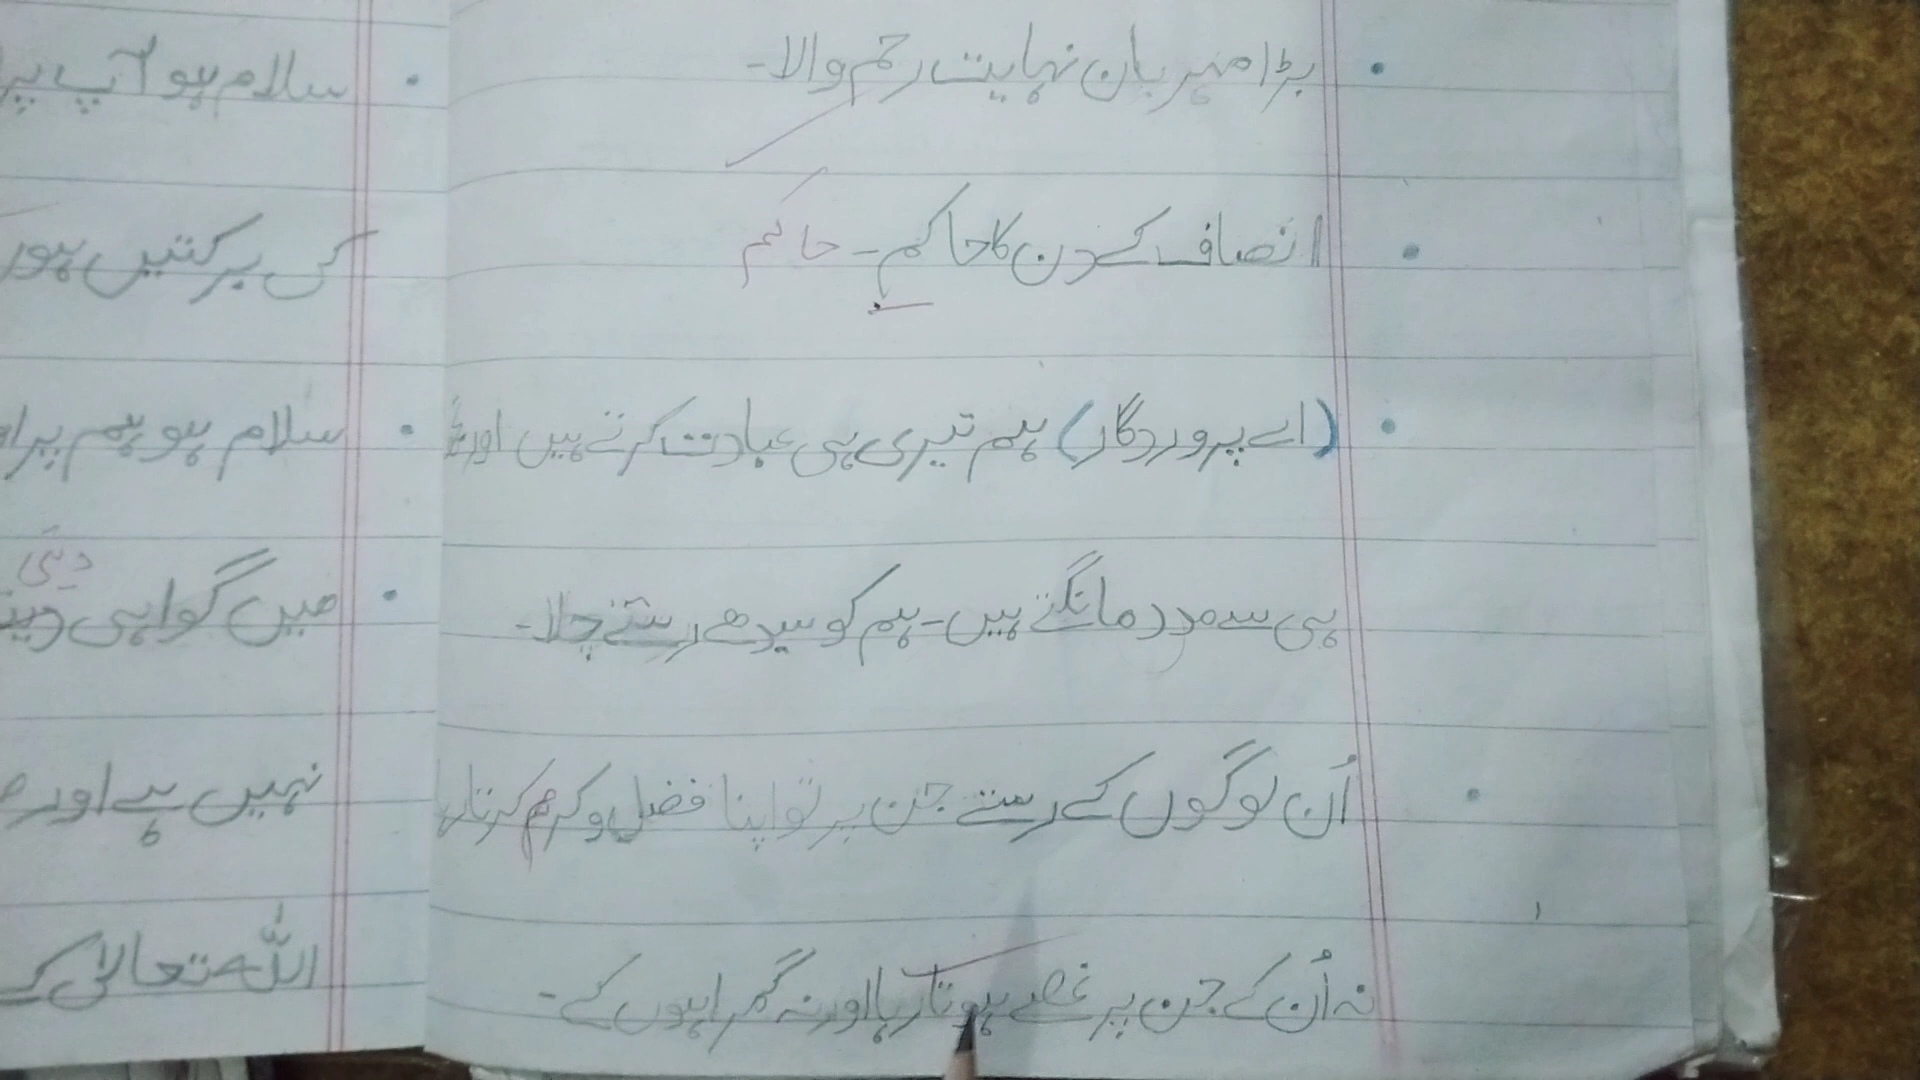 بڑا مہربان نہایت رحم والا۔
انصاف کے دن کا حاکم۔ حاکم
(اے پروردگار) ہم تیری ہی عبادت کرتے ہیں اور
ہی سے مدد مانگتے ہیں۔ ہم کو سیدھے رستے چلا۔
اُن لوگوں کے رستے جن پر تو اپنا فضل و کرم کرتا رہا
نہ اُن کے جن پر غصے ہوتا رہا اور نہ گمراہوں کے۔
سلام ہو آپ پر
کی برکتیں ہوں
سلام ہو ہم پر او
دیتی
میں گواہی
نہیں ہے اور
اللہ تعالیٰ کے